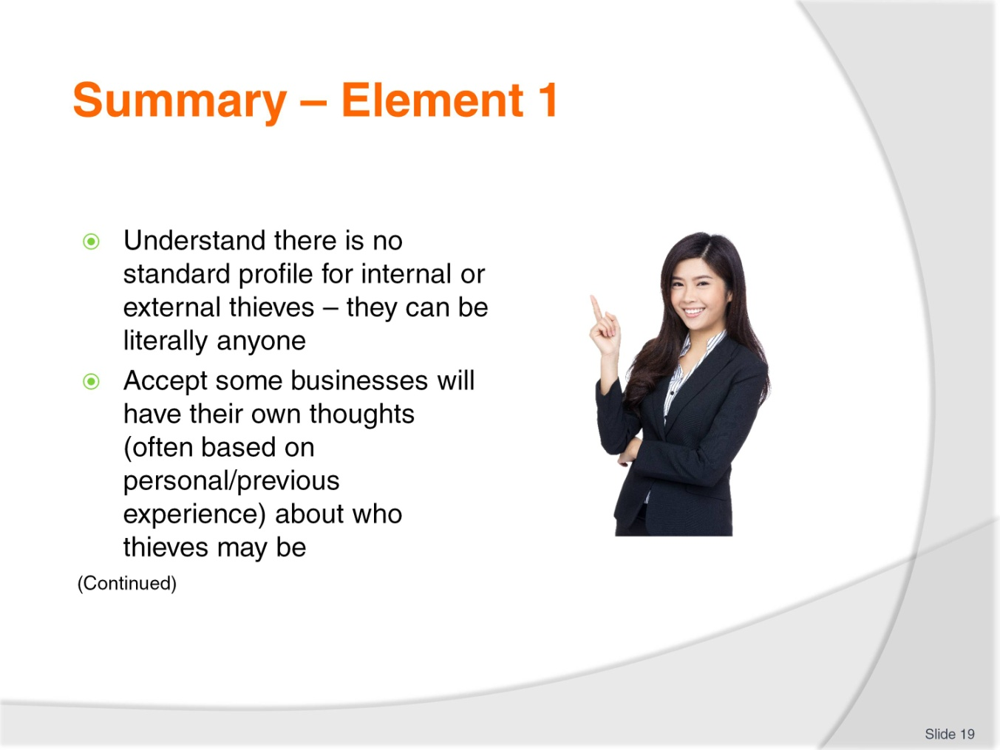 Summary – Element 1
Understand there is no
standard profile for internal or
external thieves – they can be
literally anyone
Accept some businesses will
have their own thoughts
(often based on
personal/previous
experience) about who
thieves may be
(Continued)
Slide 19